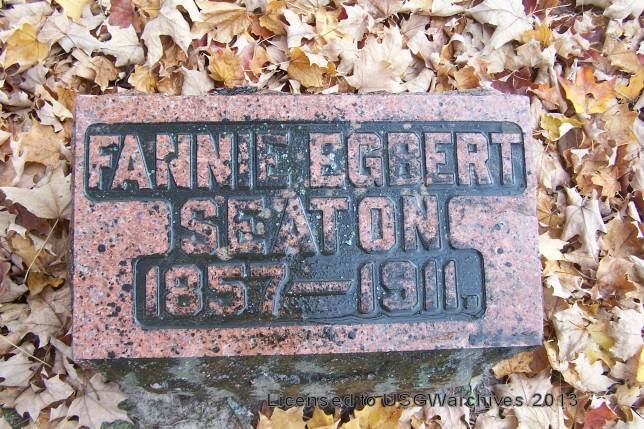 FANNIE EGBERT
SEATON
1857—1911.
Licensed to USGWarchives 2013